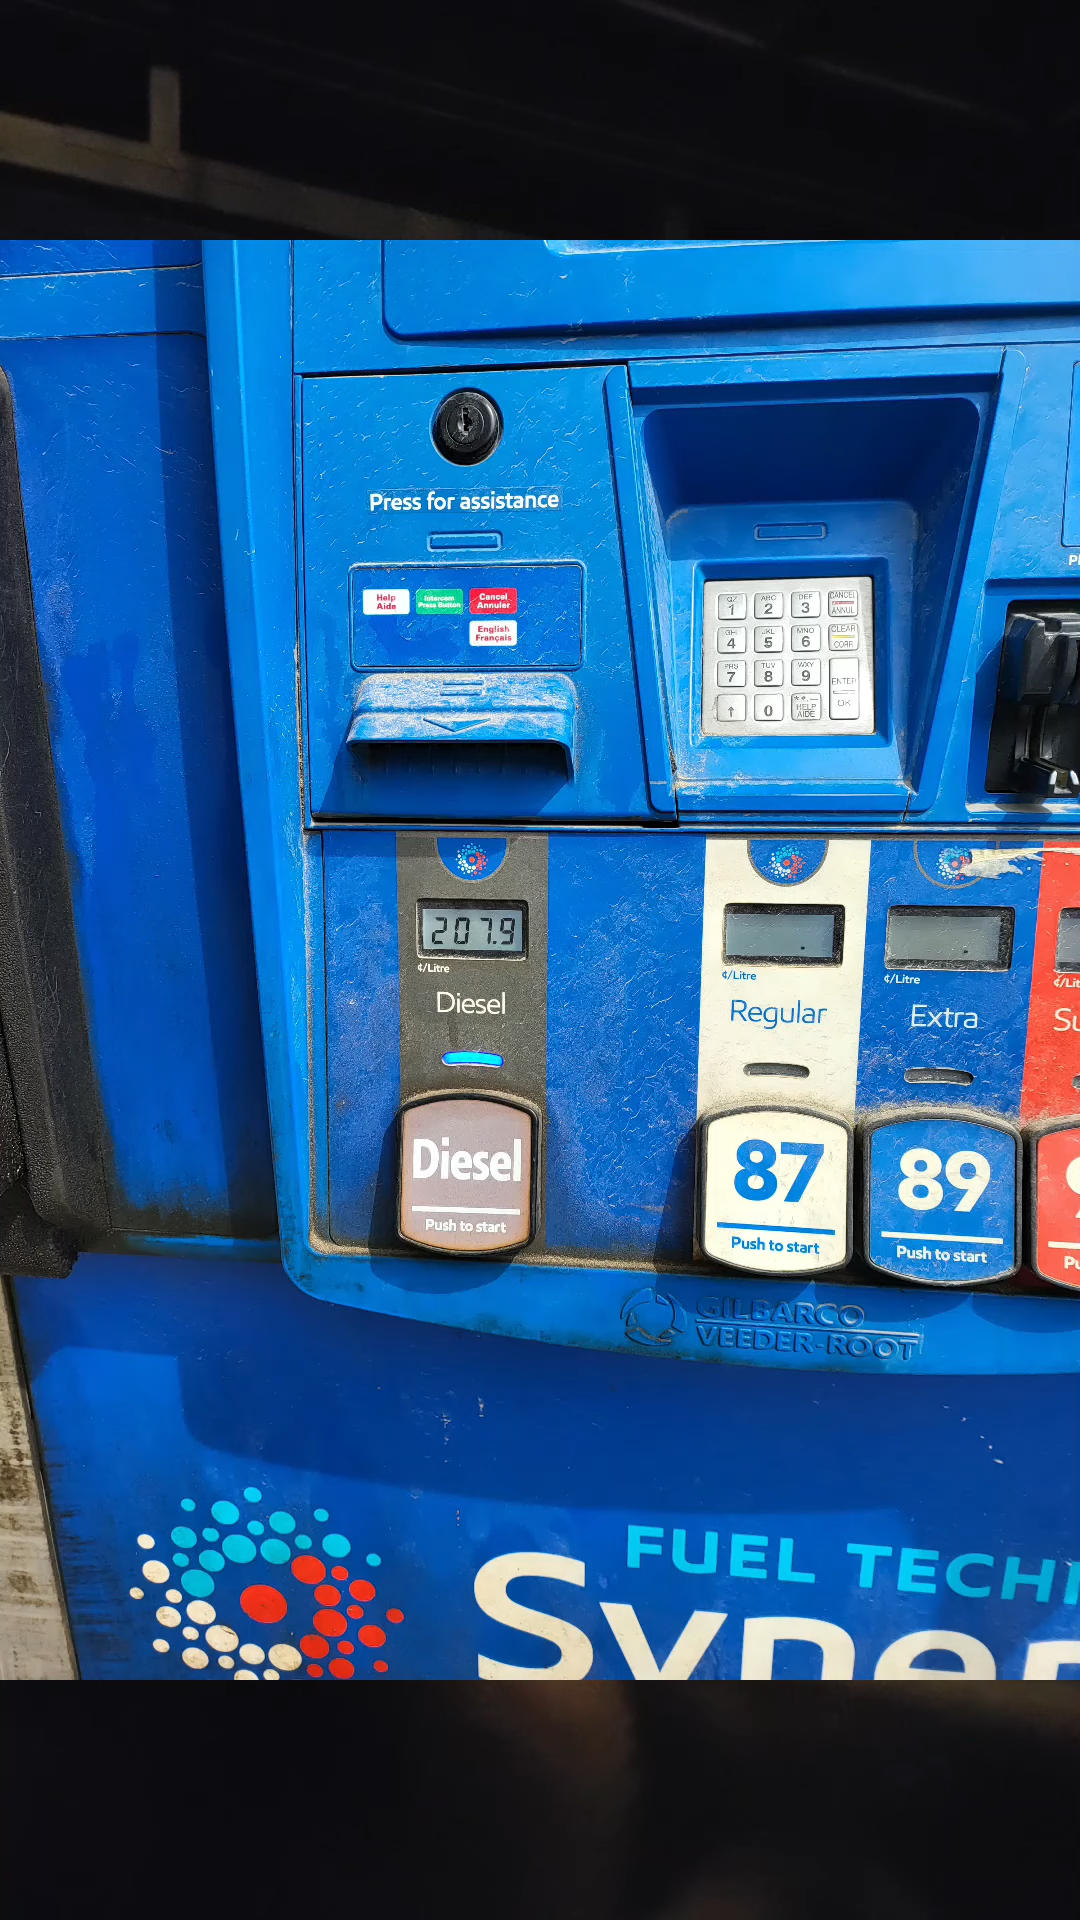 Press for assistance
Help
Aide
Intercom
Press Button
Cancel
Annuler
English
Français
QZ
1
ABC
2
DEF
3
CANCEL
ANNUL
GHI
4
JKL
5
MNO
6
CLEAR
CORR
PRS
7
TUV
8
WXY
9
ENTER
OK
0
HELP
AIDE
207.9
¢/Litre
Diesel
Diesel
Push to start
¢/Litre
Regular
87
Push to start
¢/Litre
Extra
89
Push to start
GILBARCO
VEEDER-ROOT
FUEL TECH
Syner